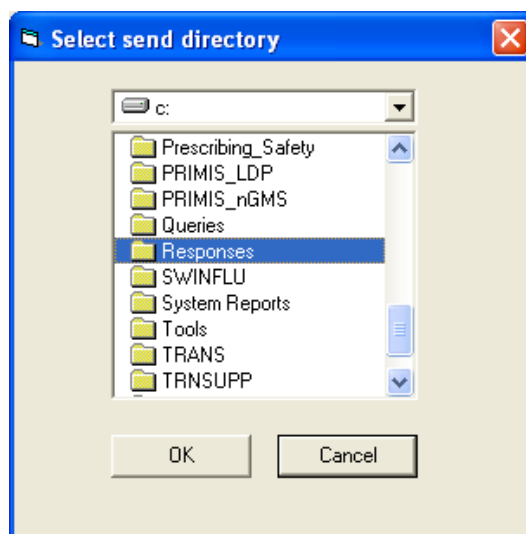 Select send directory
c:
Prescribing_Safety
PRIMIS_LDP
PRIMIS_nGMS
Queries
Responses
SWINFLU
System Reports
Tools
TRANS
TRNSUPP
OK
Cancel